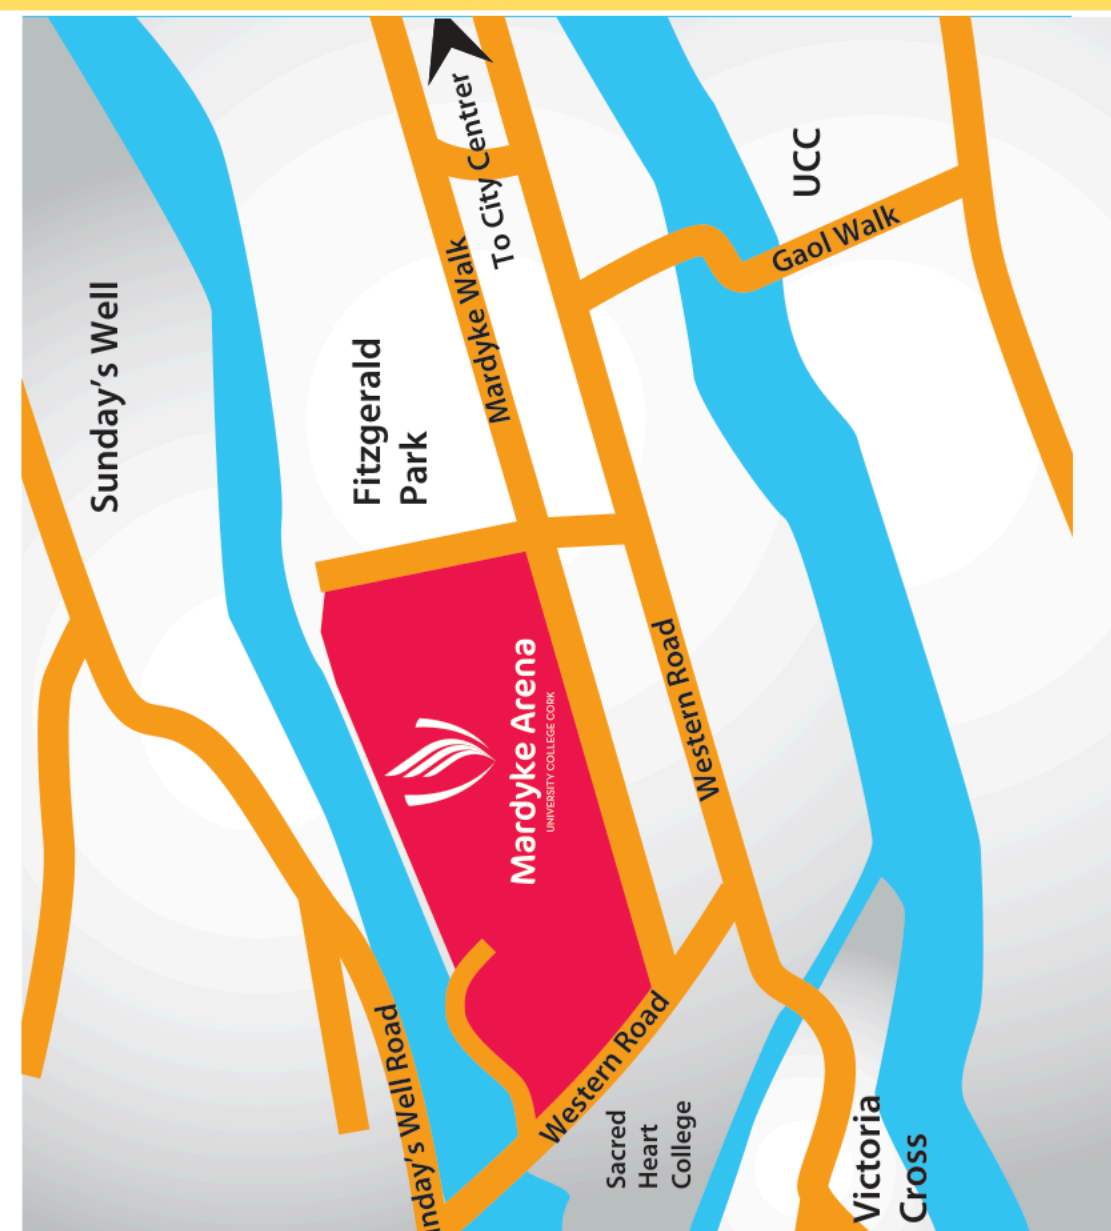 Sunday's Well
Fitzgerald
Park
Mardyke Walk
To City Centrer
UCC
Gaol Walk
Mardyke Arena
UNIVERSITY COLLEGE CORK
Western Road
Western Road
nday's Well Road
Sacred
Heart
College
Victoria
Cross